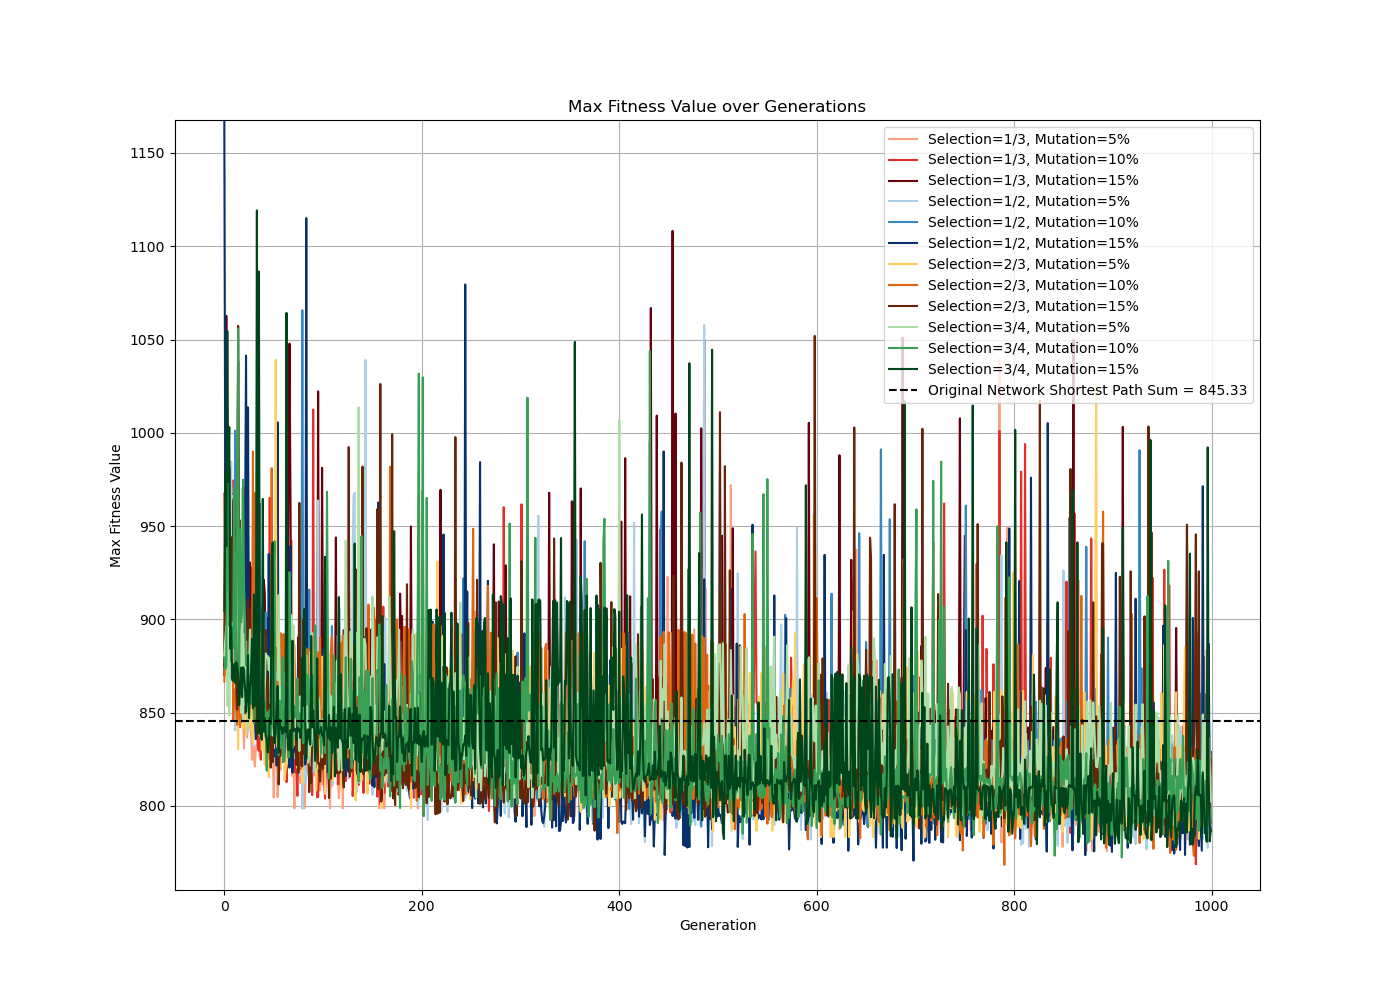 Max Fitness Value over Generations
Max Fitness Value
1150
1100
1050
1000
950
900
850
800
0
200
400
600
800
1000
Generation
Selection=1/3, Mutation=5%
Selection=1/3, Mutation=10%
Selection=1/3, Mutation=15%
Selection=1/2, Mutation=5%
Selection=1/2, Mutation=10%
Selection=1/2, Mutation=15%
Selection=2/3, Mutation=5%
Selection=2/3, Mutation=10%
Selection=2/3, Mutation=15%
Selection=3/4, Mutation=5%
Selection=3/4, Mutation=10%
Selection=3/4, Mutation=15%
Original Network Shortest Path Sum = 845.33